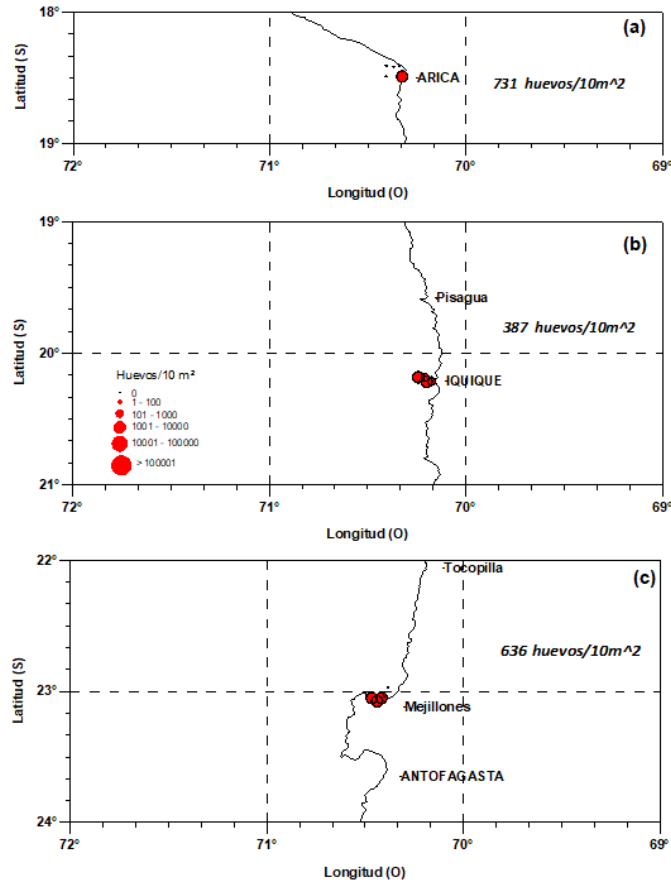 18°
(a)
ARICA
731 huevos/10m^2
Latitud (S)
19°
72° 71° 70° 69°
Longitud (O)
19°
(b)
Pisagua
387 huevos/10m^2
20°
Latitud (S)
IQUIQUE
Huevos/10 m²
0
1 - 100
101 - 1000
1001 - 10000
10001 - 100000
> 100001
21°
72° 71° 70° 69°
Longitud (O)
22°
Tocopilla
(c)
636 huevos/10m^2
23°
Latitud (S)
Mejillones
ANTOFAGASTA
24°
72° 71° 70° 69°
Longitud (O)